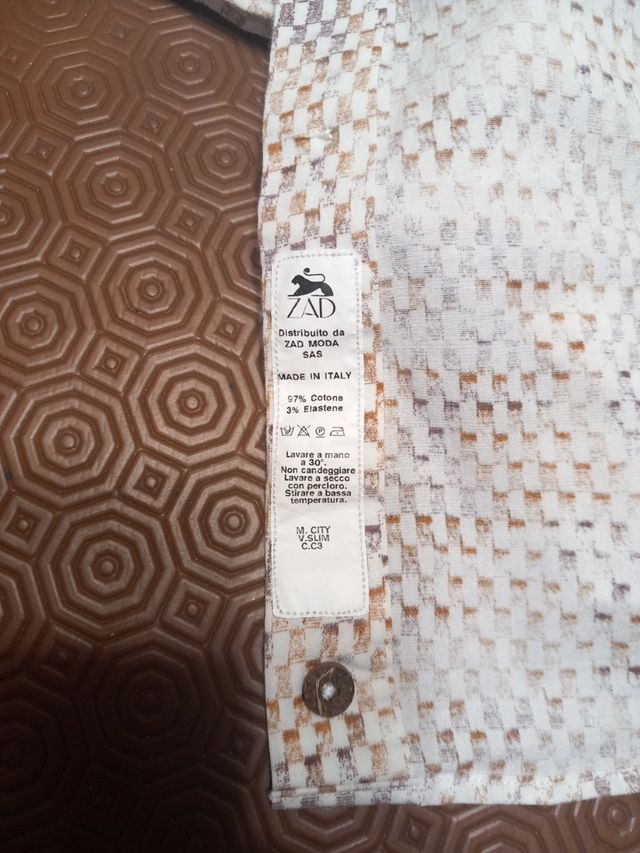 ZAD
Distribuito da
ZAD MODA
SAS
MADE IN ITALY
97% Cotone
3% Elastene
Lavare a mano
a 30°.
Non candeggiare
Lavare a secco
con percloro.
Stirare a bassa
temperatura.
M. CITY
V.SLIM
C.C3